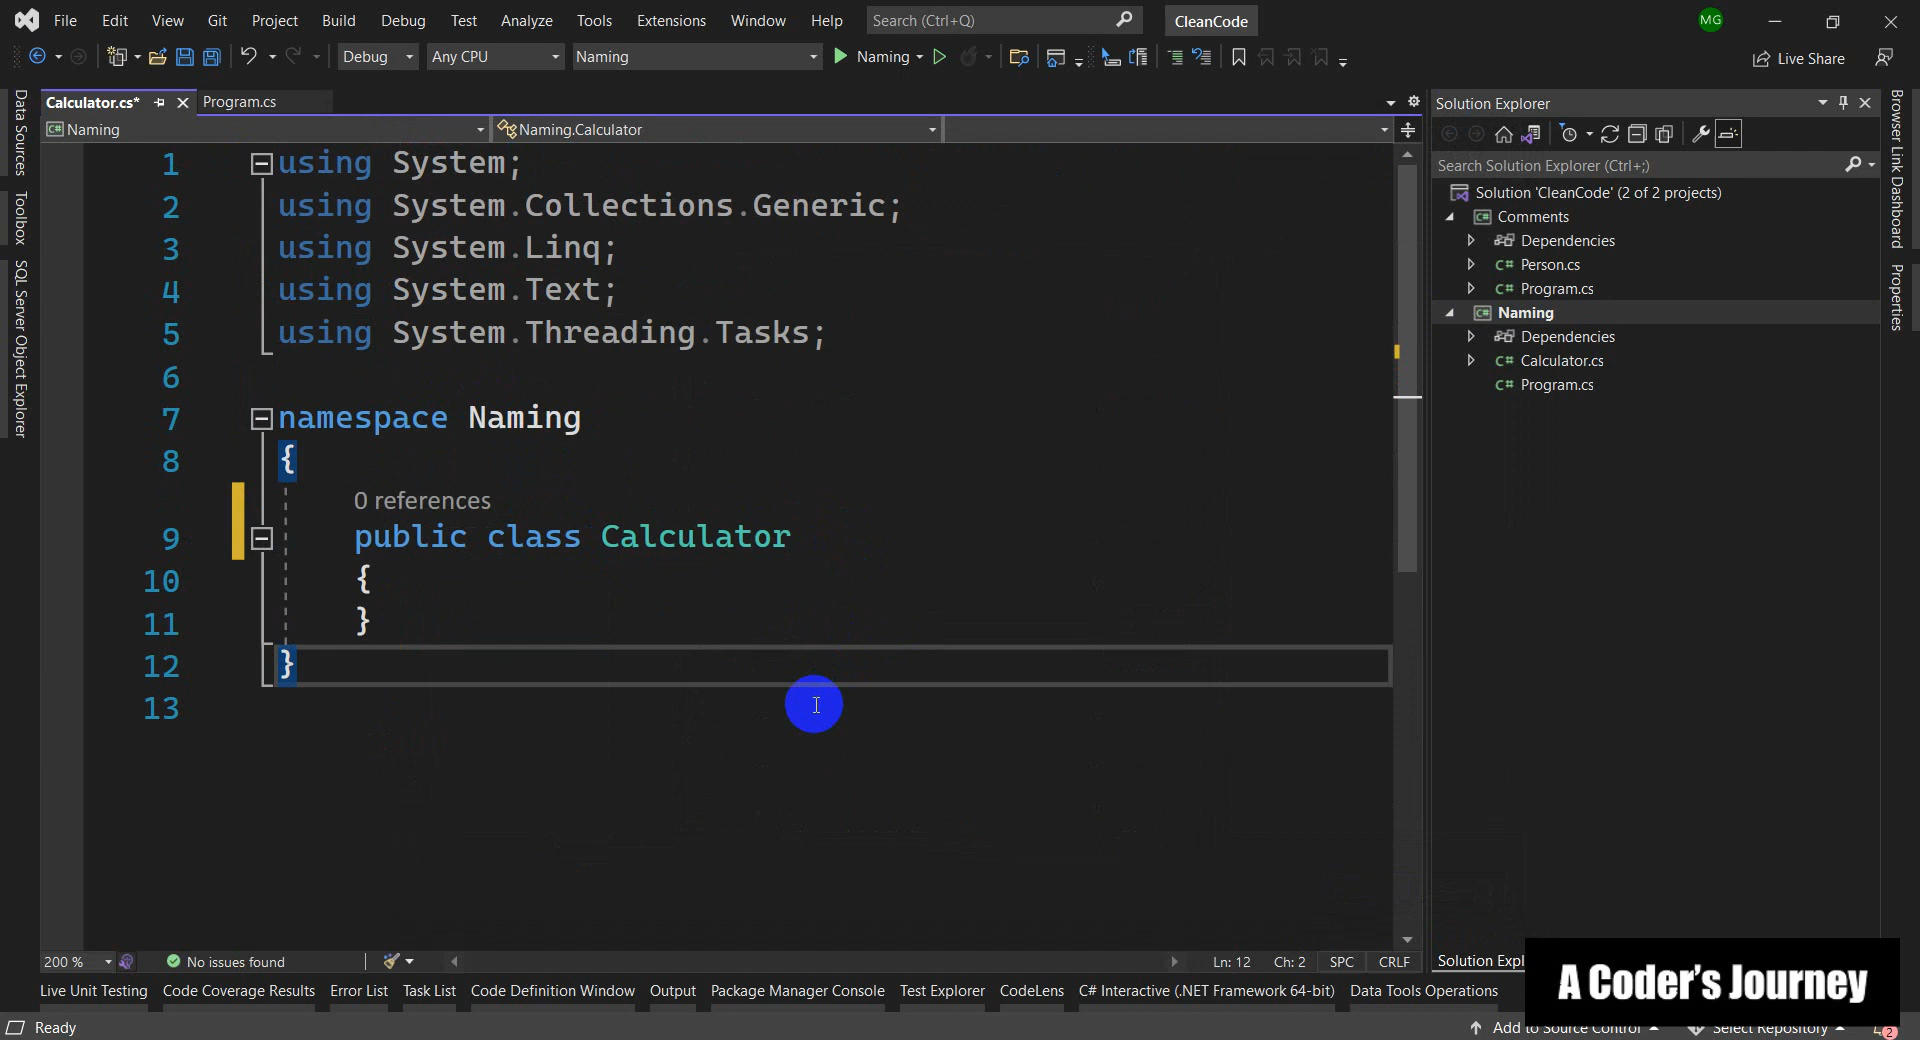 File Edit View Git Project Build Debug Test Analyze Tools Extensions Window Help Search (Ctrl+Q) CleanCode MG
Debug Any CPU Naming Naming Live Share
Calculator.cs* Program.cs
Naming Naming.Calculator
1 using System;
2 using System.Collections.Generic;
3 using System.Linq;
4 using System.Text;
5 using System.Threading.Tasks;
6
7 namespace Naming
8 {
0 references
9 public class Calculator
10 {
11 }
12 }
13
Data Sources
Toolbox
SQL Server Object Explorer
Solution Explorer
Search Solution Explorer (Ctrl+;)
Solution 'CleanCode' (2 of 2 projects)
C# Comments
Dependencies
C# Person.cs
C# Program.cs
C# Naming
Dependencies
C# Calculator.cs
C# Program.cs
Browser Link Dashboard
Properties
200 % No issues found Ln: 12 Ch: 2 SPC CRLF
Solution Expl
Live Unit Testing Code Coverage Results Error List Task List Code Definition Window Output Package Manager Console Test Explorer CodeLens C# Interactive (.NET Framework 64-bit) Data Tools Operations
A Coder's Journey
Ready Add to Source Control Select Repository 2